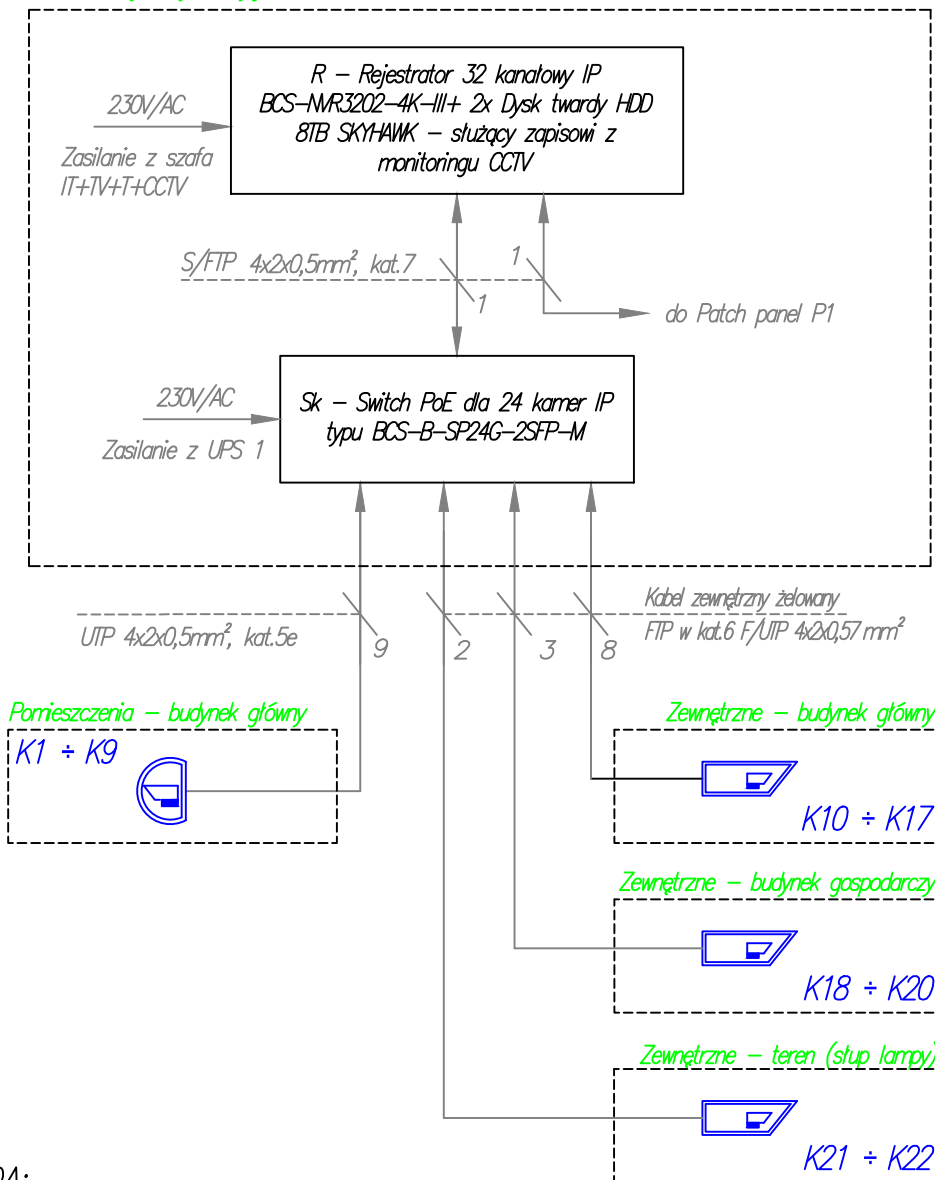 R – Rejestrator 32 kanałowy IP
BCS-NVR3202-4K-III+ 2x Dysk twardy HDD
8TB SKYHAWK – służący zapisowi z
monitoringu CCTV
230V/AC
Zasilanie z szafa
IT+TV+T+CCTV
S/FTP 4x2x0,5mm², kat.7
1
1
do Patch panel P1
230V/AC
Zasilanie z UPS 1
Sk – Switch PoE dla 24 kamer IP
typu BCS-B-SP24G-2SFP-M
UTP 4x2x0,5mm², kat.5e
9
2
3
8
Kabel zewnętrzny żelowany
FTP w kat.6 F/UTP 4x2x0,57 mm²
Pomieszczenia – budynek główny
K1 ÷ K9
Zewnętrzne – budynek główny
K10 ÷ K17
Zewnętrzne – budynek gospodarczy
K18 ÷ K20
Zewnętrzne – teren (słup lampy)
K21 ÷ K22